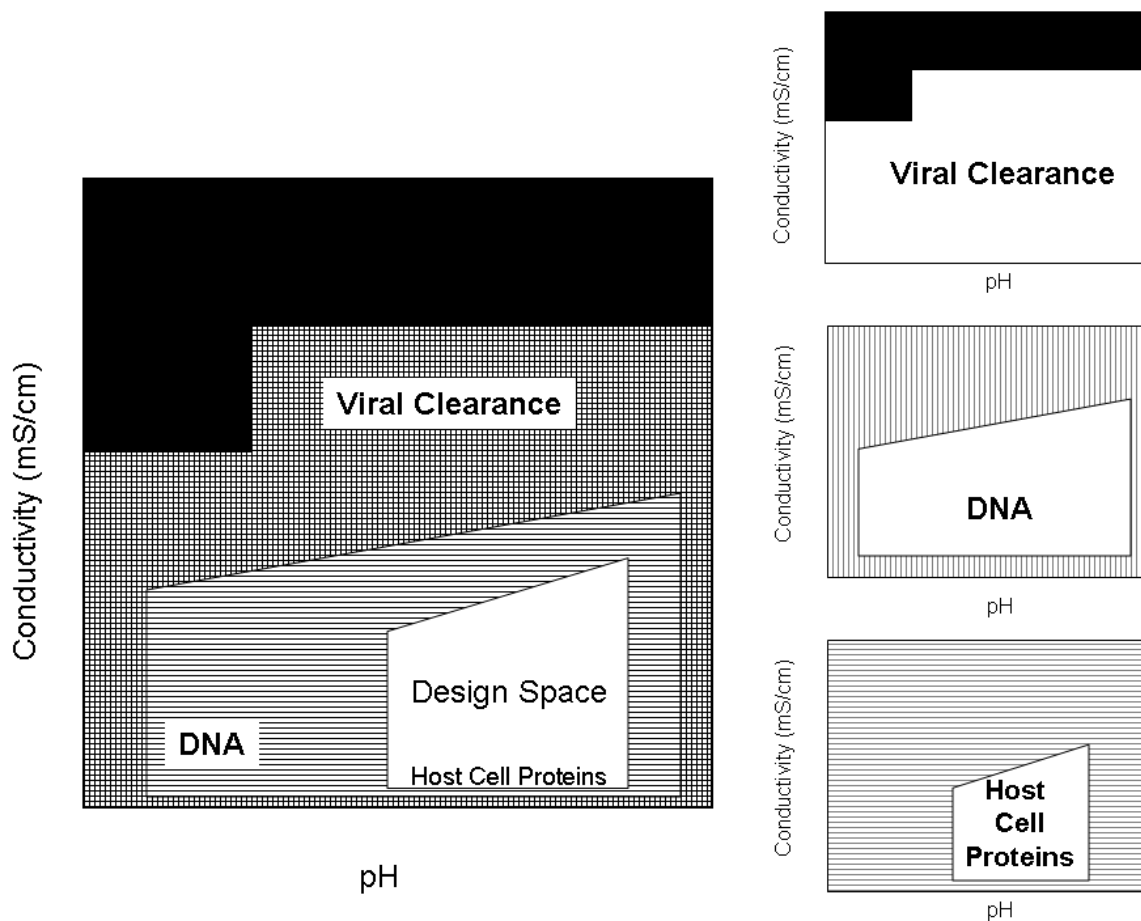 Conductivity (mS/cm)
Viral Clearance
Design Space
DNA
Host Cell Proteins
pH
Conductivity (mS/cm)
Viral Clearance
pH
Conductivity (mS/cm)
DNA
pH
Conductivity (mS/cm)
Host
Cell
Proteins
pH